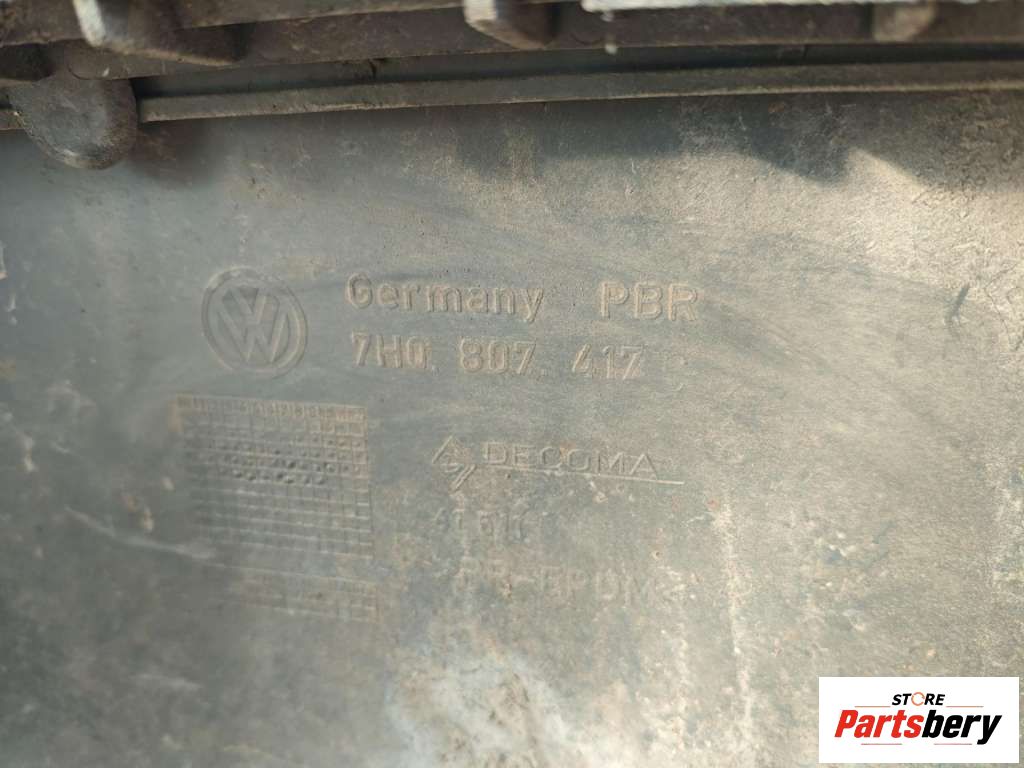 Germany PBR
7H0 807 417
DECOMA
STORE
Partsbery